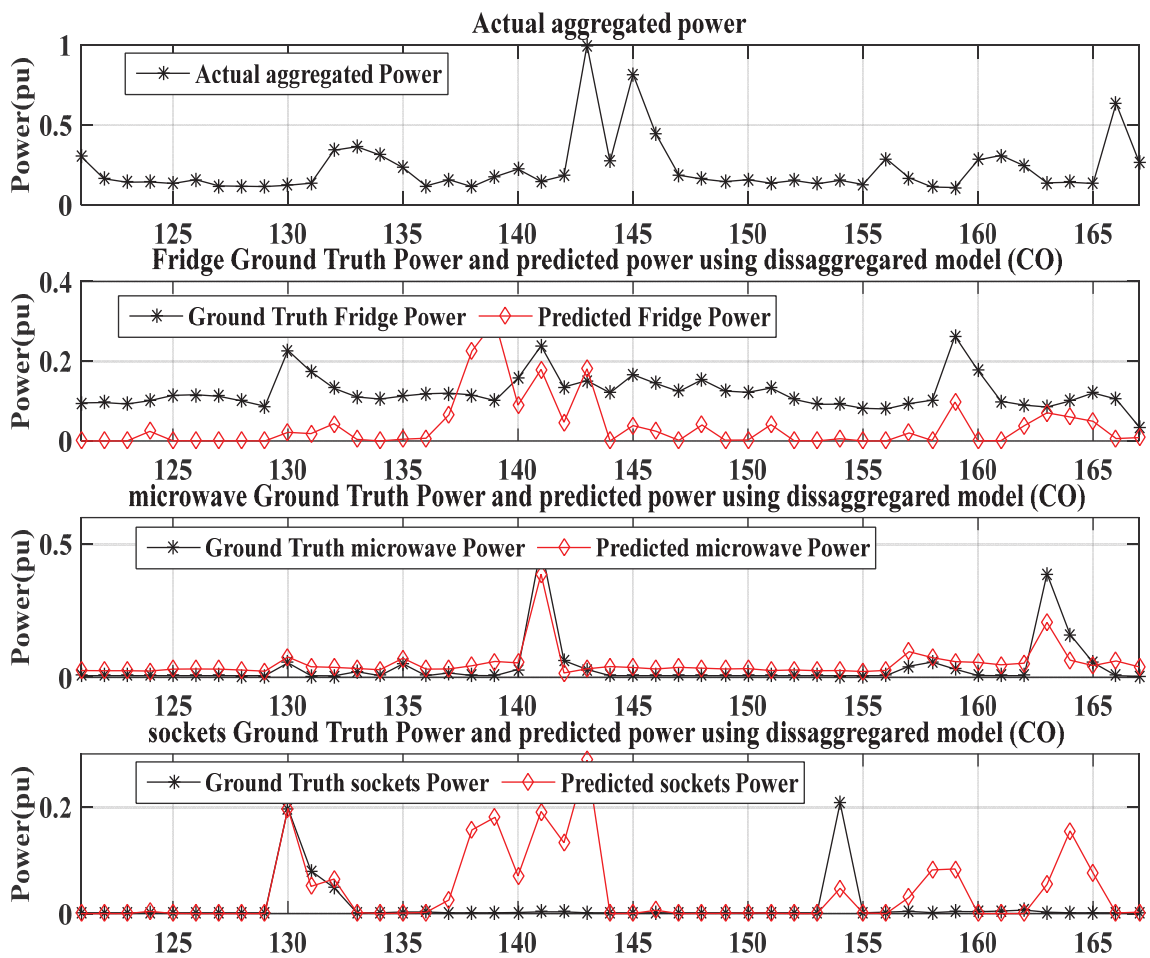 Actual aggregated power
Power(pu)
1
0.5
0
Actual aggregated Power
125 130 135 140 145 150 155 160 165
Fridge Ground Truth Power and predicted power using dissaggregared model (CO)
Power(pu)
0.4
0.2
0
Ground Truth Fridge Power Predicted Fridge Power
125 130 135 140 145 150 155 160 165
microwave Ground Truth Power and predicted power using dissaggregared model (CO)
Power(pu)
0.5
0
Ground Truth microwave Power Predicted microwave Power
125 130 135 140 145 150 155 160 165
sockets Ground Truth Power and predicted power using dissaggregared model (CO)
Power(pu)
0.2
0
Ground Truth sockets Power Predicted sockets Power
125 130 135 140 145 150 155 160 165